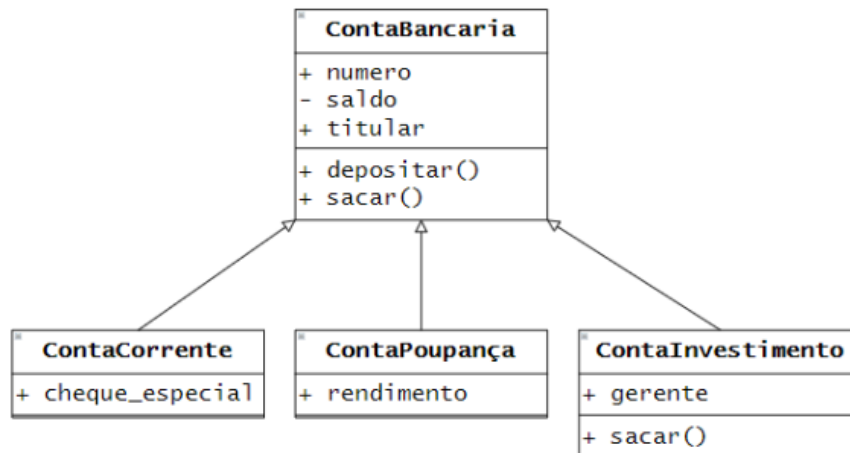 ContaBancaria
+ numero
- saldo
+ titular
+ depositar()
+ sacar()
ContaCorrente
+ cheque_especial
ContaPoupança
+ rendimento
ContaInvestimento
+ gerente
+ sacar()